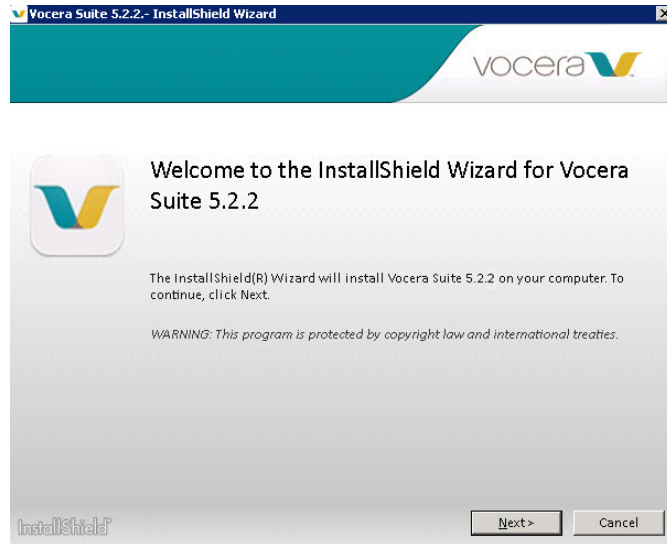 Vocera Suite 5.2.2.- InstallShield Wizard
vocera
Welcome to the InstallShield Wizard for Vocera
Suite 5.2.2
The InstallShield(R) Wizard will install Vocera Suite 5.2.2 on your computer. To
continue, click Next.
WARNING: This program is protected by copyright law and international treaties.
InstallShield
Next >
Cancel